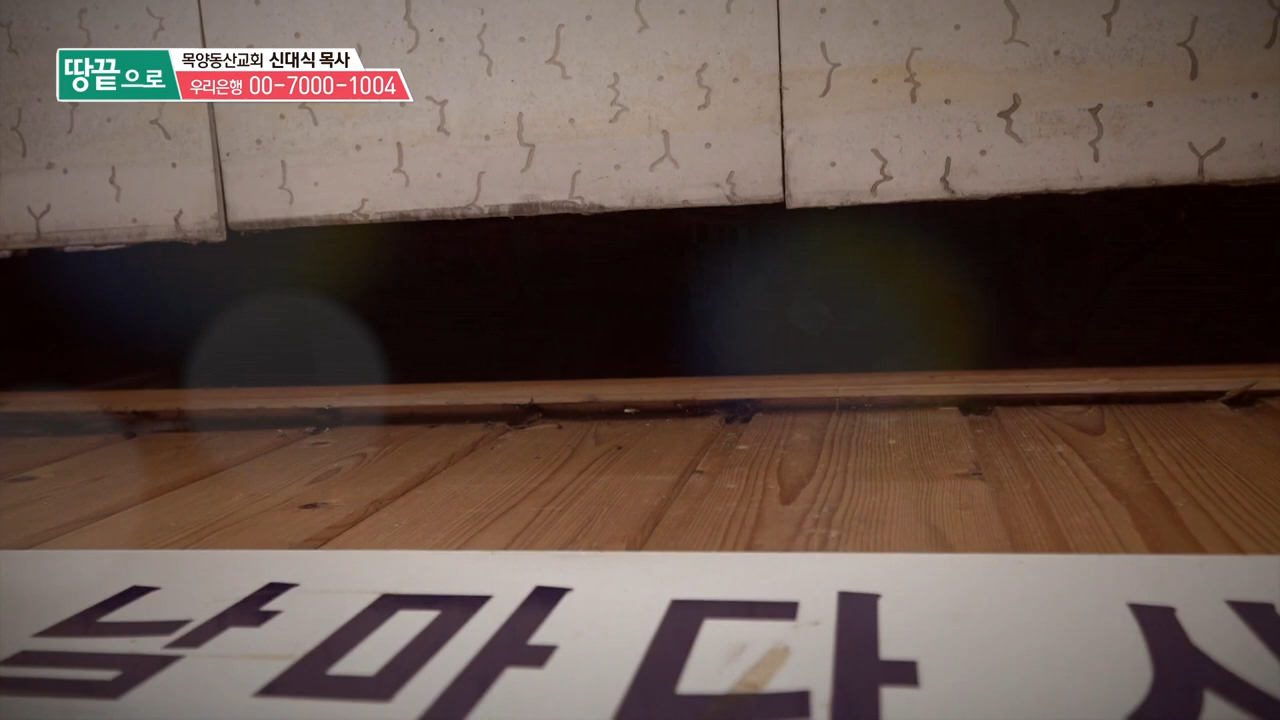 땅끝으로
목양동산교회 신대식 목사
우리은행 00-7000-1004
날마다